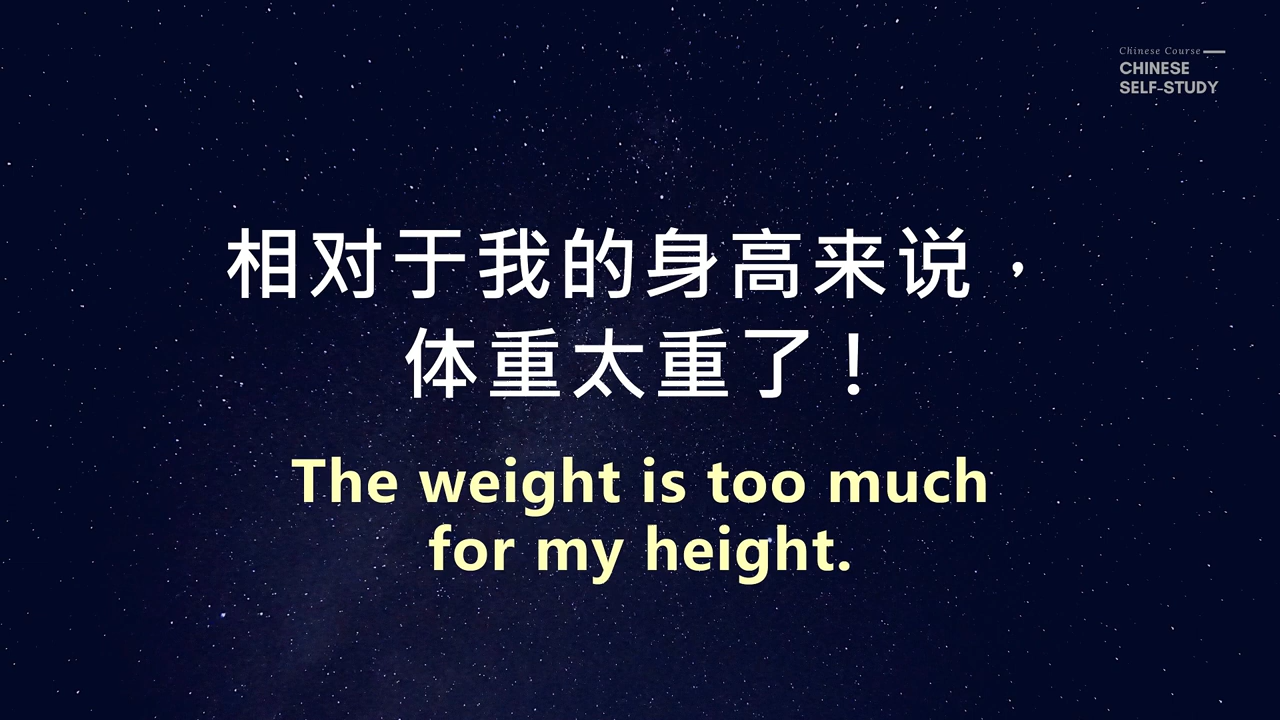 Chinese Course
CHINESE
SELF-STUDY
相对于我的身高来说，
体重太重了！
The weight is too much
for my height.